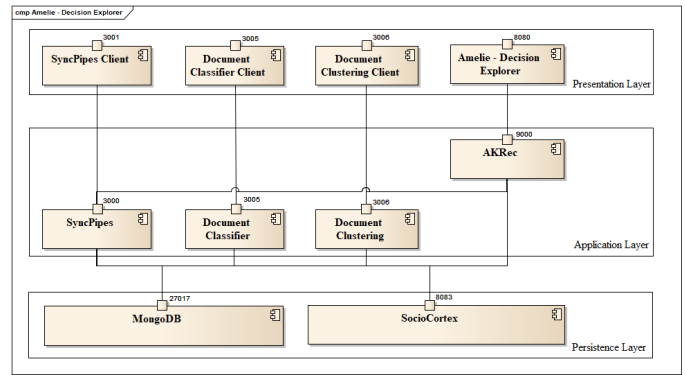 cmp Amelie - Decision Explorer
3001
3005
3006
8080
SyncPipes Client
Document
Classifier Client
Document
Clustering Client
Amelie - Decision
Explorer
Presentation Layer
9000
AKRec
3000
3005
3006
SyncPipes
Document
Classifier
Document
Clustering
Application Layer
27017
8083
MongoDB
SocioCortex
Persistence Layer